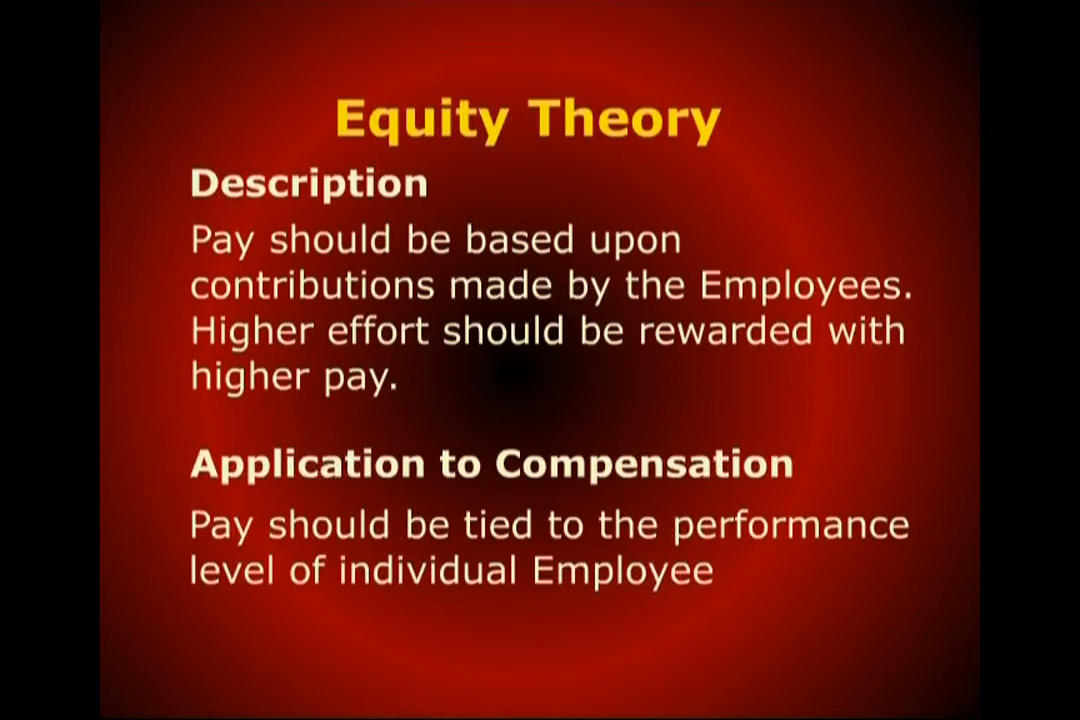 Equity Theory
Description
Pay should be based upon
contributions made by the Employees.
Higher effort should be rewarded with
higher pay.
Application to Compensation
Pay should be tied to the performance
level of individual Employee